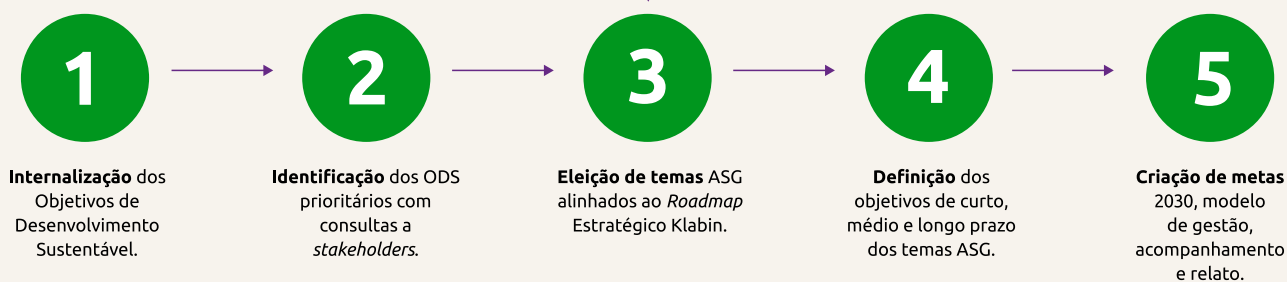 1
Internalização dos
Objetivos de
Desenvolvimento
Sustentável.
2
Identificação dos ODS
prioritários com
consultas a
stakeholders.
3
Eleição de temas ASG
alinhados ao Roadmap
Estratégico Klabin.
4
Definição dos
objetivos de curto,
médio e longo prazo
dos temas ASG.
5
Criação de metas
2030, modelo
de gestão,
acompanhamento
e relato.